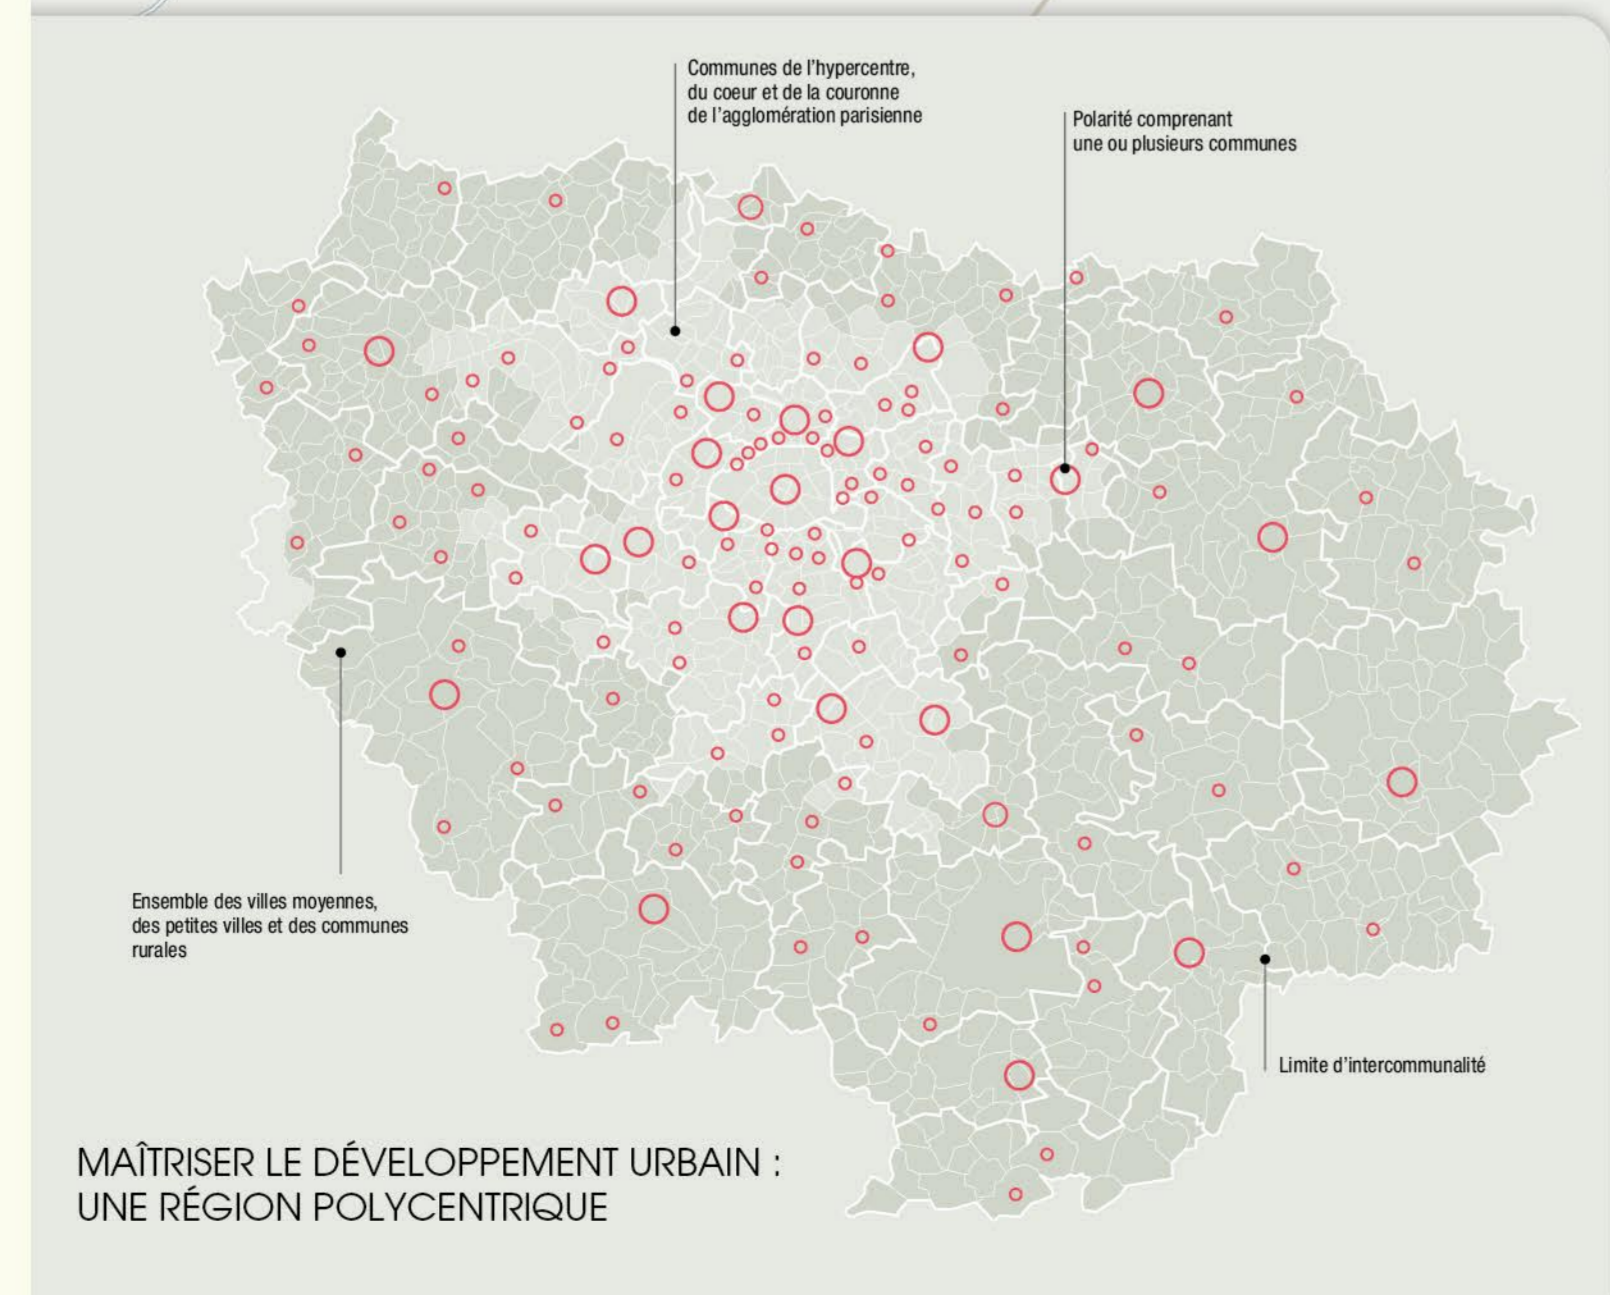 Communes de l'hypercentre,
du coeur et de la couronne
de l'agglomération parisienne
Polarité comprenant
une ou plusieurs communes
Ensemble des villes moyennes,
des petites villes et des communes
rurales
Limite d'intercommunalité
MAÎTRISER LE DÉVELOPPEMENT URBAIN :
UNE RÉGION POLYCENTRIQUE